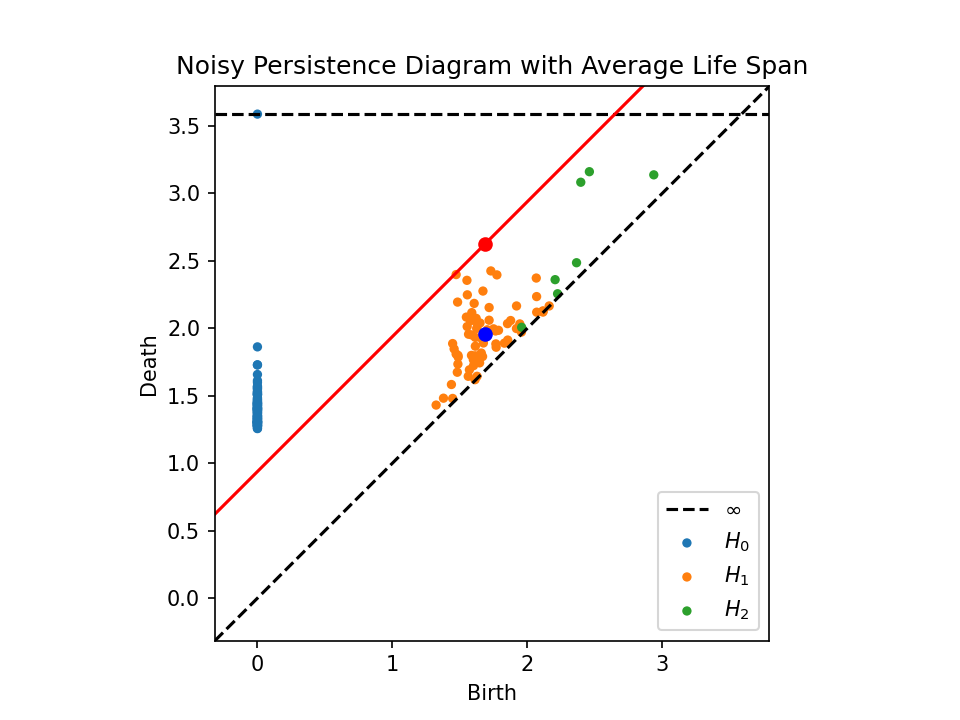 Noisy Persistence Diagram with Average Life Span
Death
3.5
3.0
2.5
2.0
1.5
1.0
0.5
0.0
∞
H₀
H₁
H₂
0 1 2 3
Birth